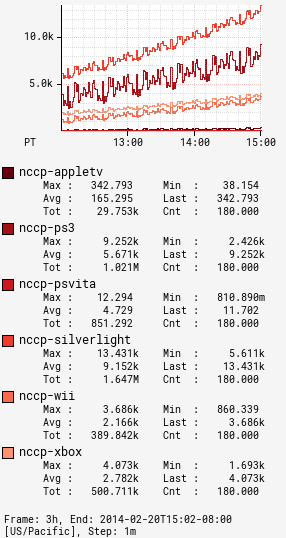 10.0k
5.0k
PT 13:00 14:00 15:00
nccp-appletv
Max : 342.793 Min : 38.154
Avg : 165.295 Last : 342.793
Tot : 29.753k Cnt : 180.000
nccp-ps3
Max : 9.252k Min : 2.426k
Avg : 5.671k Last : 9.252k
Tot : 1.021M Cnt : 180.000
nccp-psvita
Max : 12.294 Min : 810.890m
Avg : 4.729 Last : 11.702
Tot : 851.292 Cnt : 180.000
nccp-silverlight
Max : 13.431k Min : 5.611k
Avg : 9.152k Last : 13.431k
Tot : 1.647M Cnt : 180.000
nccp-wii
Max : 3.686k Min : 860.339
Avg : 2.166k Last : 3.686k
Tot : 389.842k Cnt : 180.000
nccp-xbox
Max : 4.073k Min : 1.693k
Avg : 2.782k Last : 4.073k
Tot : 500.711k Cnt : 180.000
Frame: 3h, End: 2014-02-20T15:02-08:00
[US/Pacific], Step: 1m